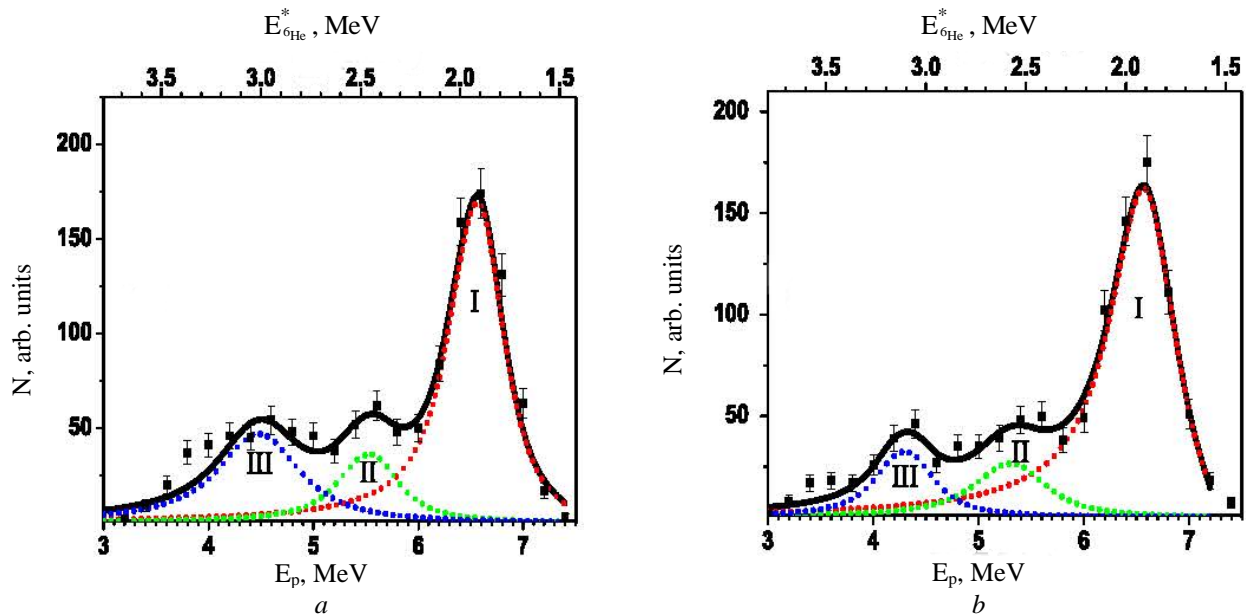 E*6He , MeV
3.5 3.0 2.5 2.0 1.5
200
150
100
50
N, arb. units
I
II
III
3 4 5 6 7
Ep, MeV
a
E*6He , MeV
3.5 3.0 2.5 2.0 1.5
200
150
100
50
N, arb. units
I
II
III
3 4 5 6 7
Ep, MeV
b